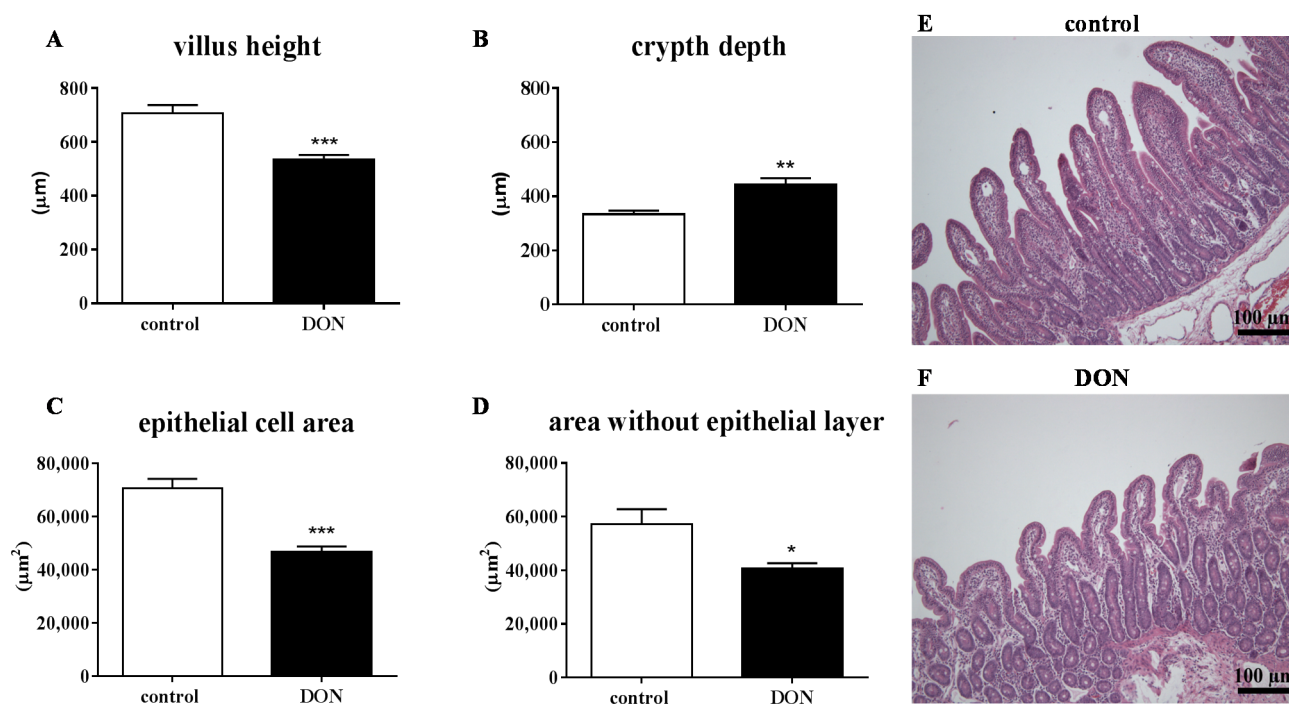 A
villus height
800
600
400
200
0
(μm)
***
control
DON
B
crypth depth
800
600
400
200
0
(μm)
**
control
DON
E
control
100 μm
C
epithelial cell area
80,000
60,000
40,000
20,000
0
(μm²)
***
control
DON
D
area without epithelial layer
80,000
60,000
40,000
20,000
0
(μm²)
*
control
DON
F
DON
100 μm